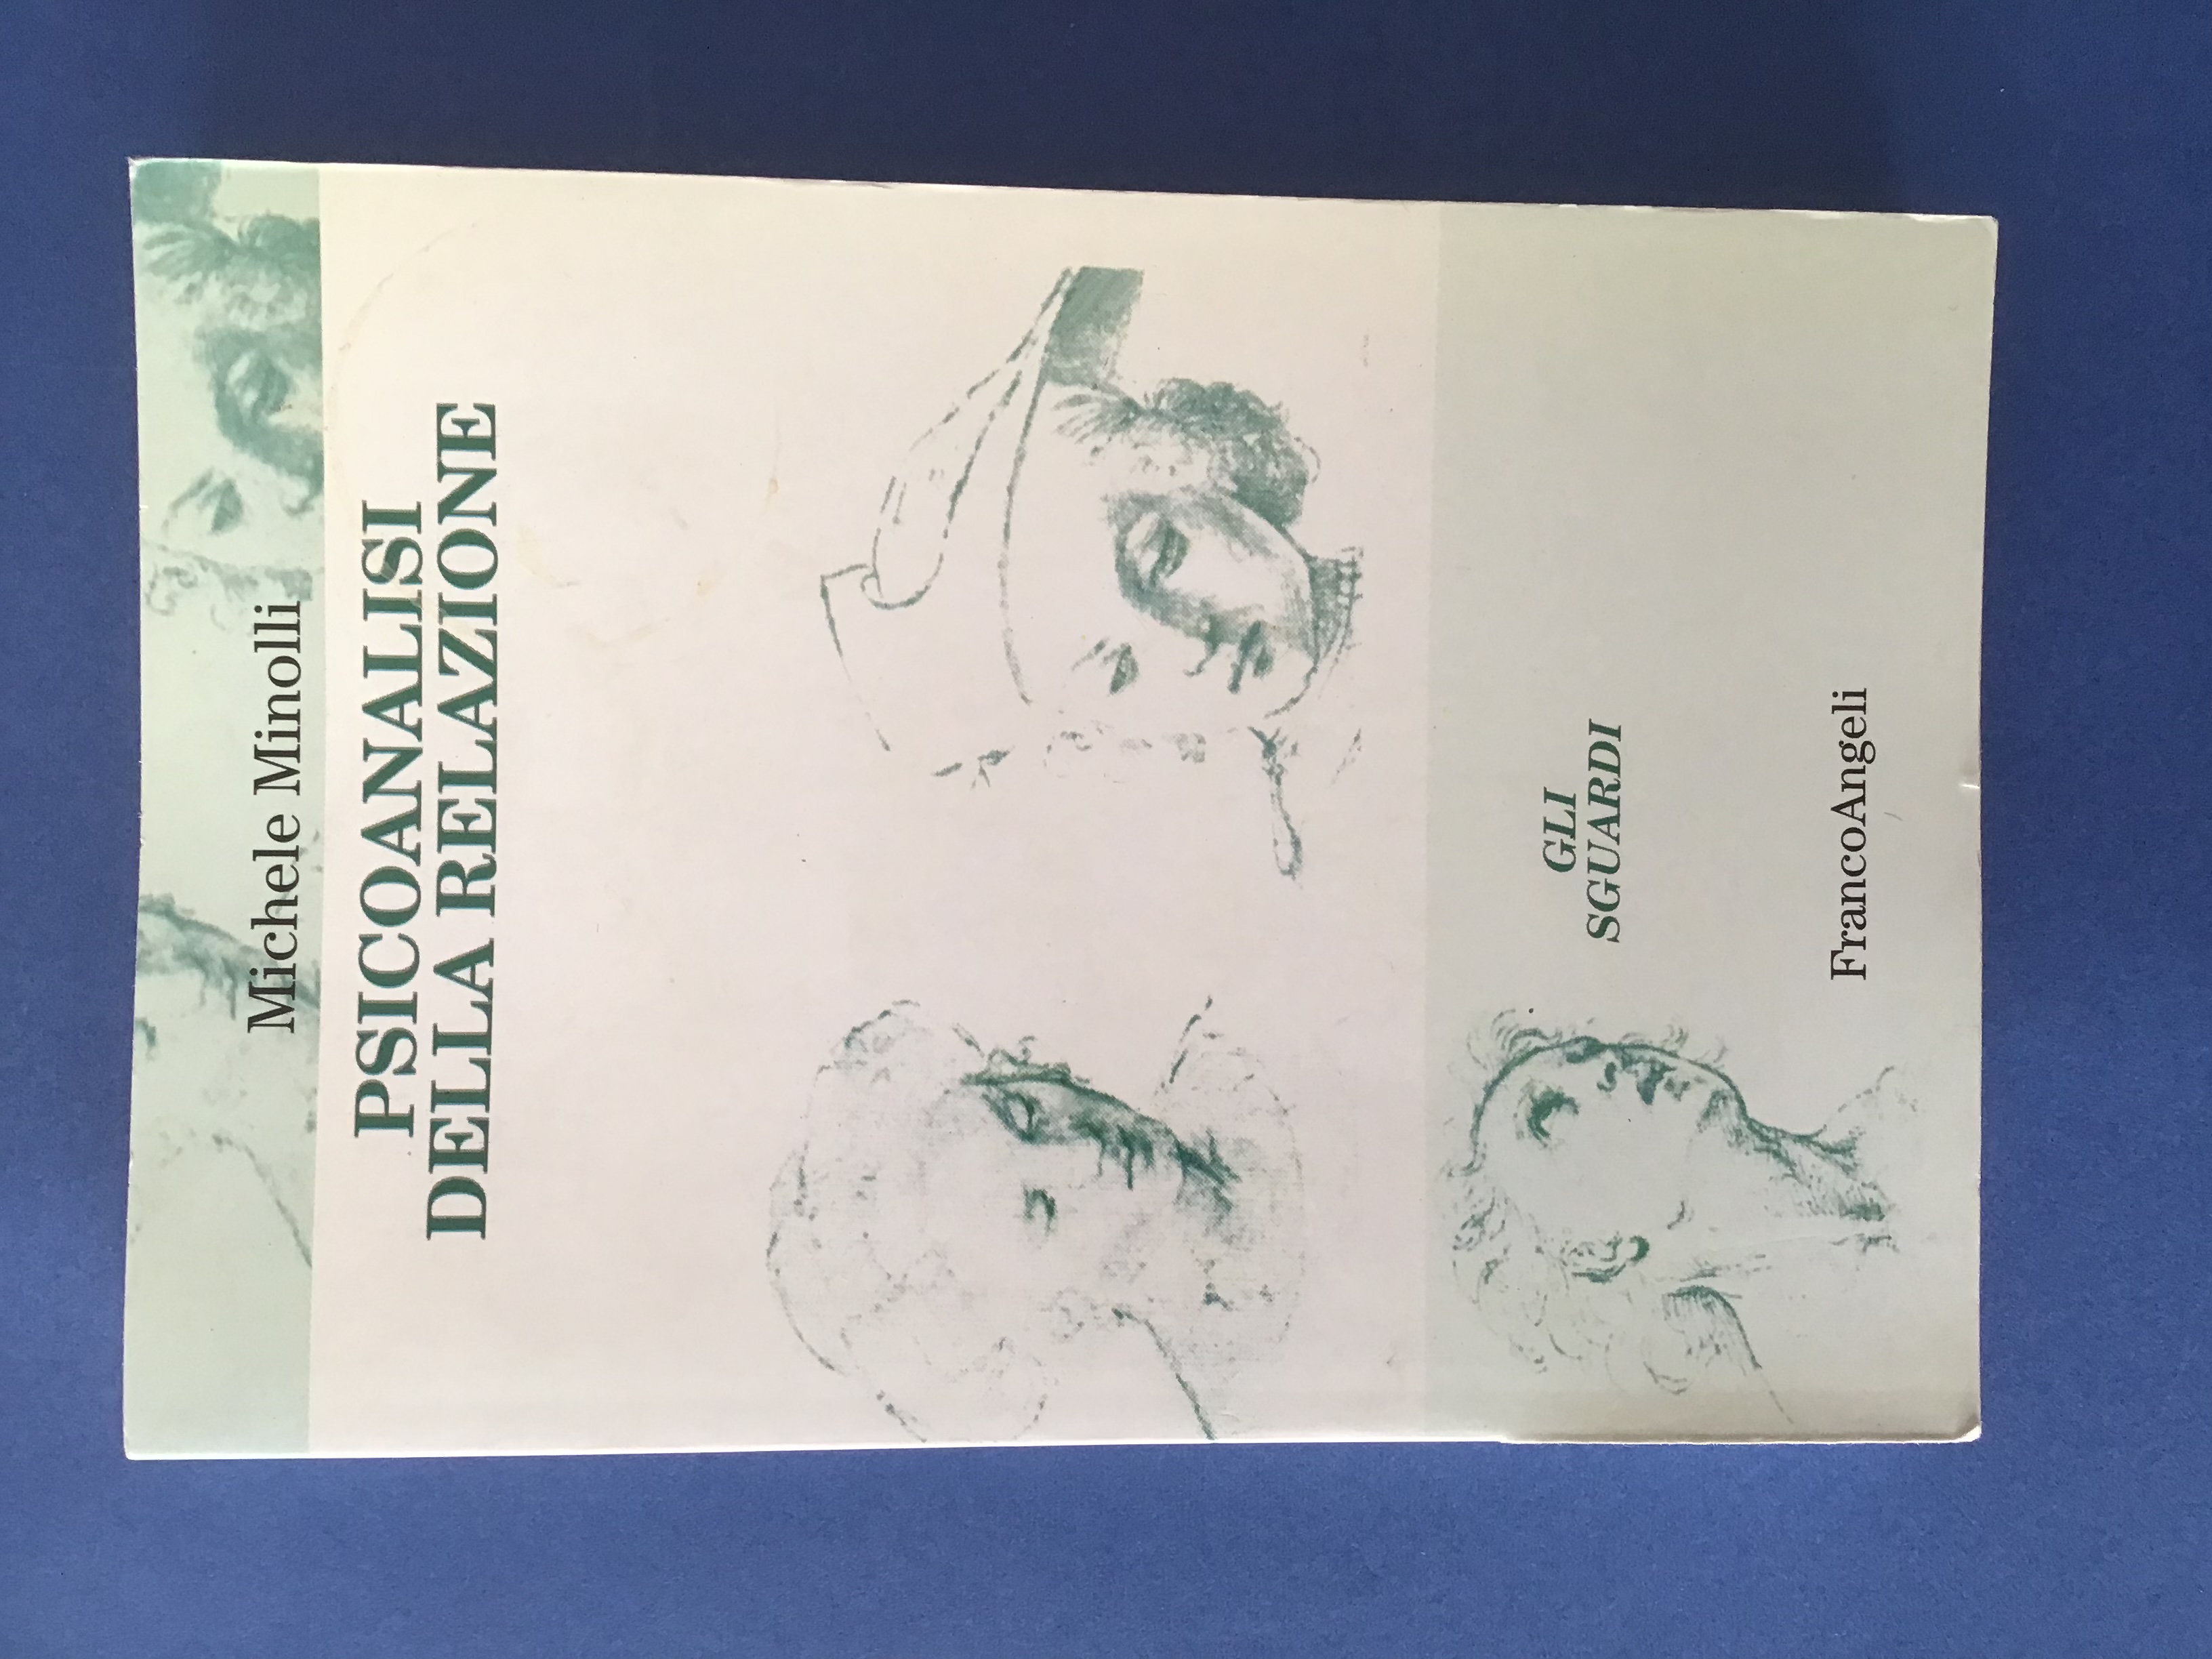 Michele Minolli
PSICOANALISI
DELLA RELAZIONE
GLI
SGUARDI
FrancoAngeli